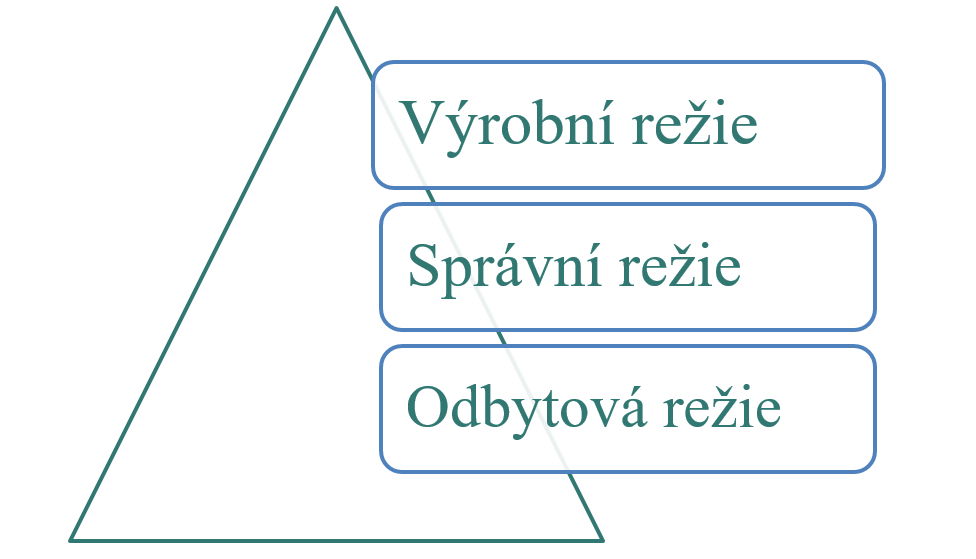 Výrobní režie
Správní režie
Odbytová režie